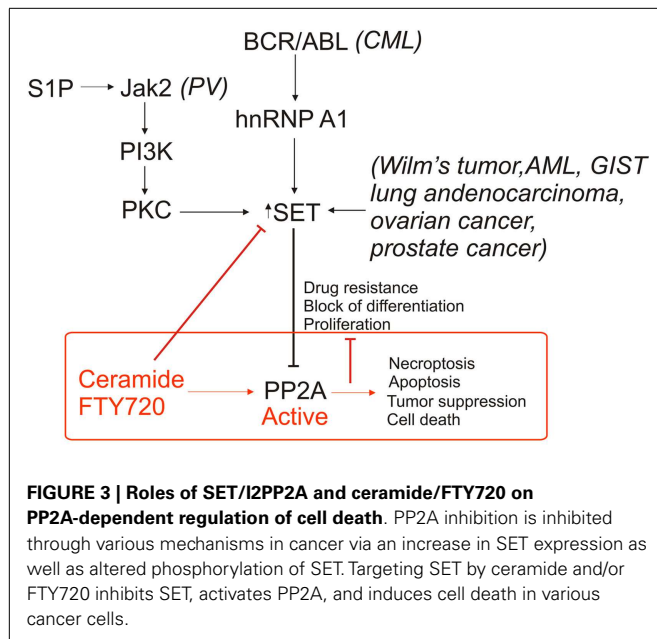 BCR/ABL (CML)
S1P Jak2 (PV)
hnRNP A1
PI3K
(Wilm's tumor,AML, GIST
lung andenocarcinoma,
ovarian cancer,
prostate cancer)
PKC SET
Drug resistance
Block of differentiation
Proliferation
Ceramide
FTY720
PP2A
Active
Necroptosis
Apoptosis
Tumor suppression
Cell death
FIGURE 3 | Roles of SET/I2PP2A and ceramide/FTY720 on
PP2A-dependent regulation of cell death. PP2A inhibition is inhibited
through various mechanisms in cancer via an increase in SET expression as
well as altered phosphorylation of SET. Targeting SET by ceramide and/or
FTY720 inhibits SET, activates PP2A, and induces cell death in various
cancer cells.